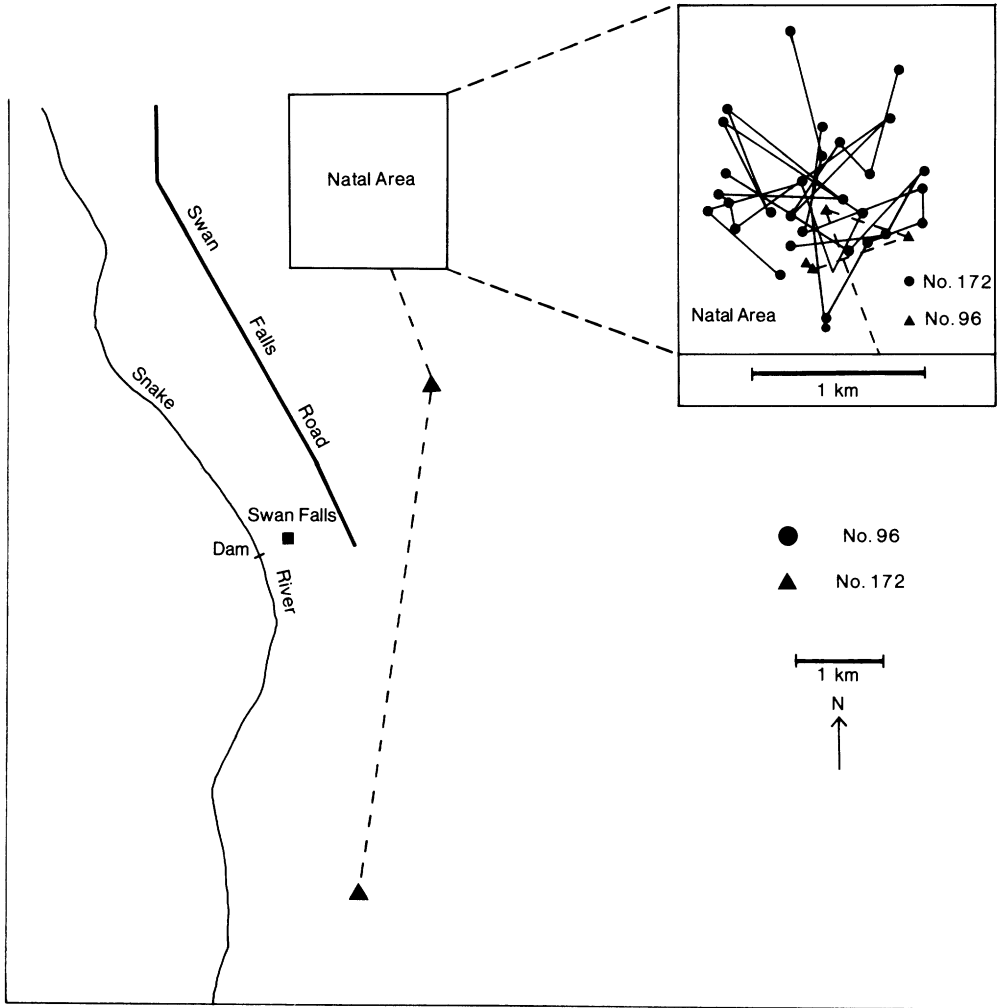 Natal Area
Swan Falls Road
Snake River
Swan Falls
Dam
No. 172
No. 96
Natal Area
1 km
No. 96
No. 172
1 km
N